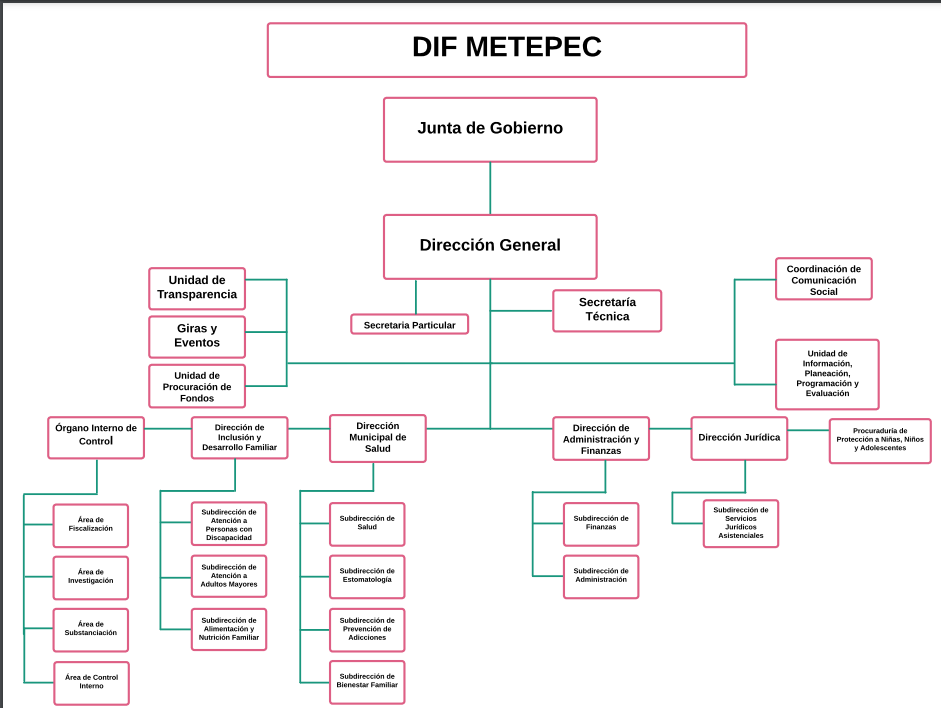 DIF METEPEC
Junta de Gobierno
Dirección General
Unidad de
Transparencia
Giras y
Eventos
Unidad de
Procuración de
Fondos
Secretaria Particular
Secretaría
Técnica
Coordinación de
Comunicación
Social
Unidad de
Información,
Planeación,
Programación y
Evaluación
Órgano Interno de
Control
Dirección de
Inclusión y
Desarrollo Familiar
Dirección
Municipal de
Salud
Dirección de
Administración y
Finanzas
Dirección Jurídica
Procuraduría de
Protección a Niñas, Niños
y Adolescentes
Área de
Fiscalización
Área de
Investigación
Área de
Substanciación
Área de Control
Interno
Subdirección de
Atención a
Personas con
Discapacidad
Subdirección de
Atención a
Adultos Mayores
Subdirección de
Alimentación y
Nutrición Familiar
Subdirección de
Salud
Subdirección de
Estomatología
Subdirección de
Prevención de
Adicciones
Subdirección de
Bienestar Familiar
Subdirección de
Finanzas
Subdirección de
Administración
Subdirección de
Servicios
Jurídicos
Asistenciales